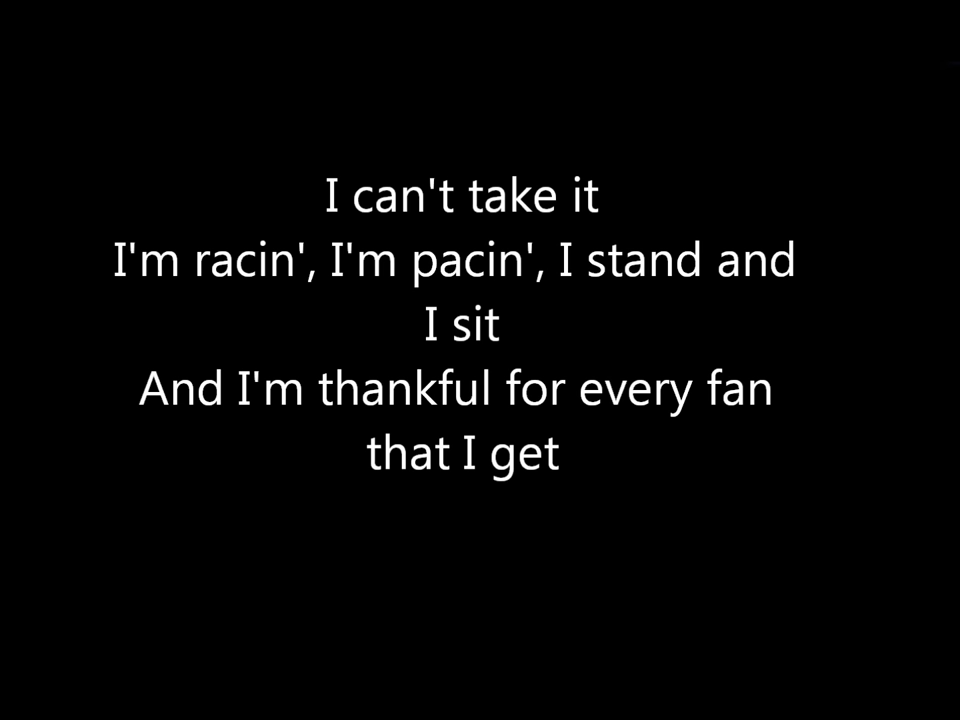 I can't take it
I'm racin', I'm pacin', I stand and
I sit
And I'm thankful for every fan
that I get